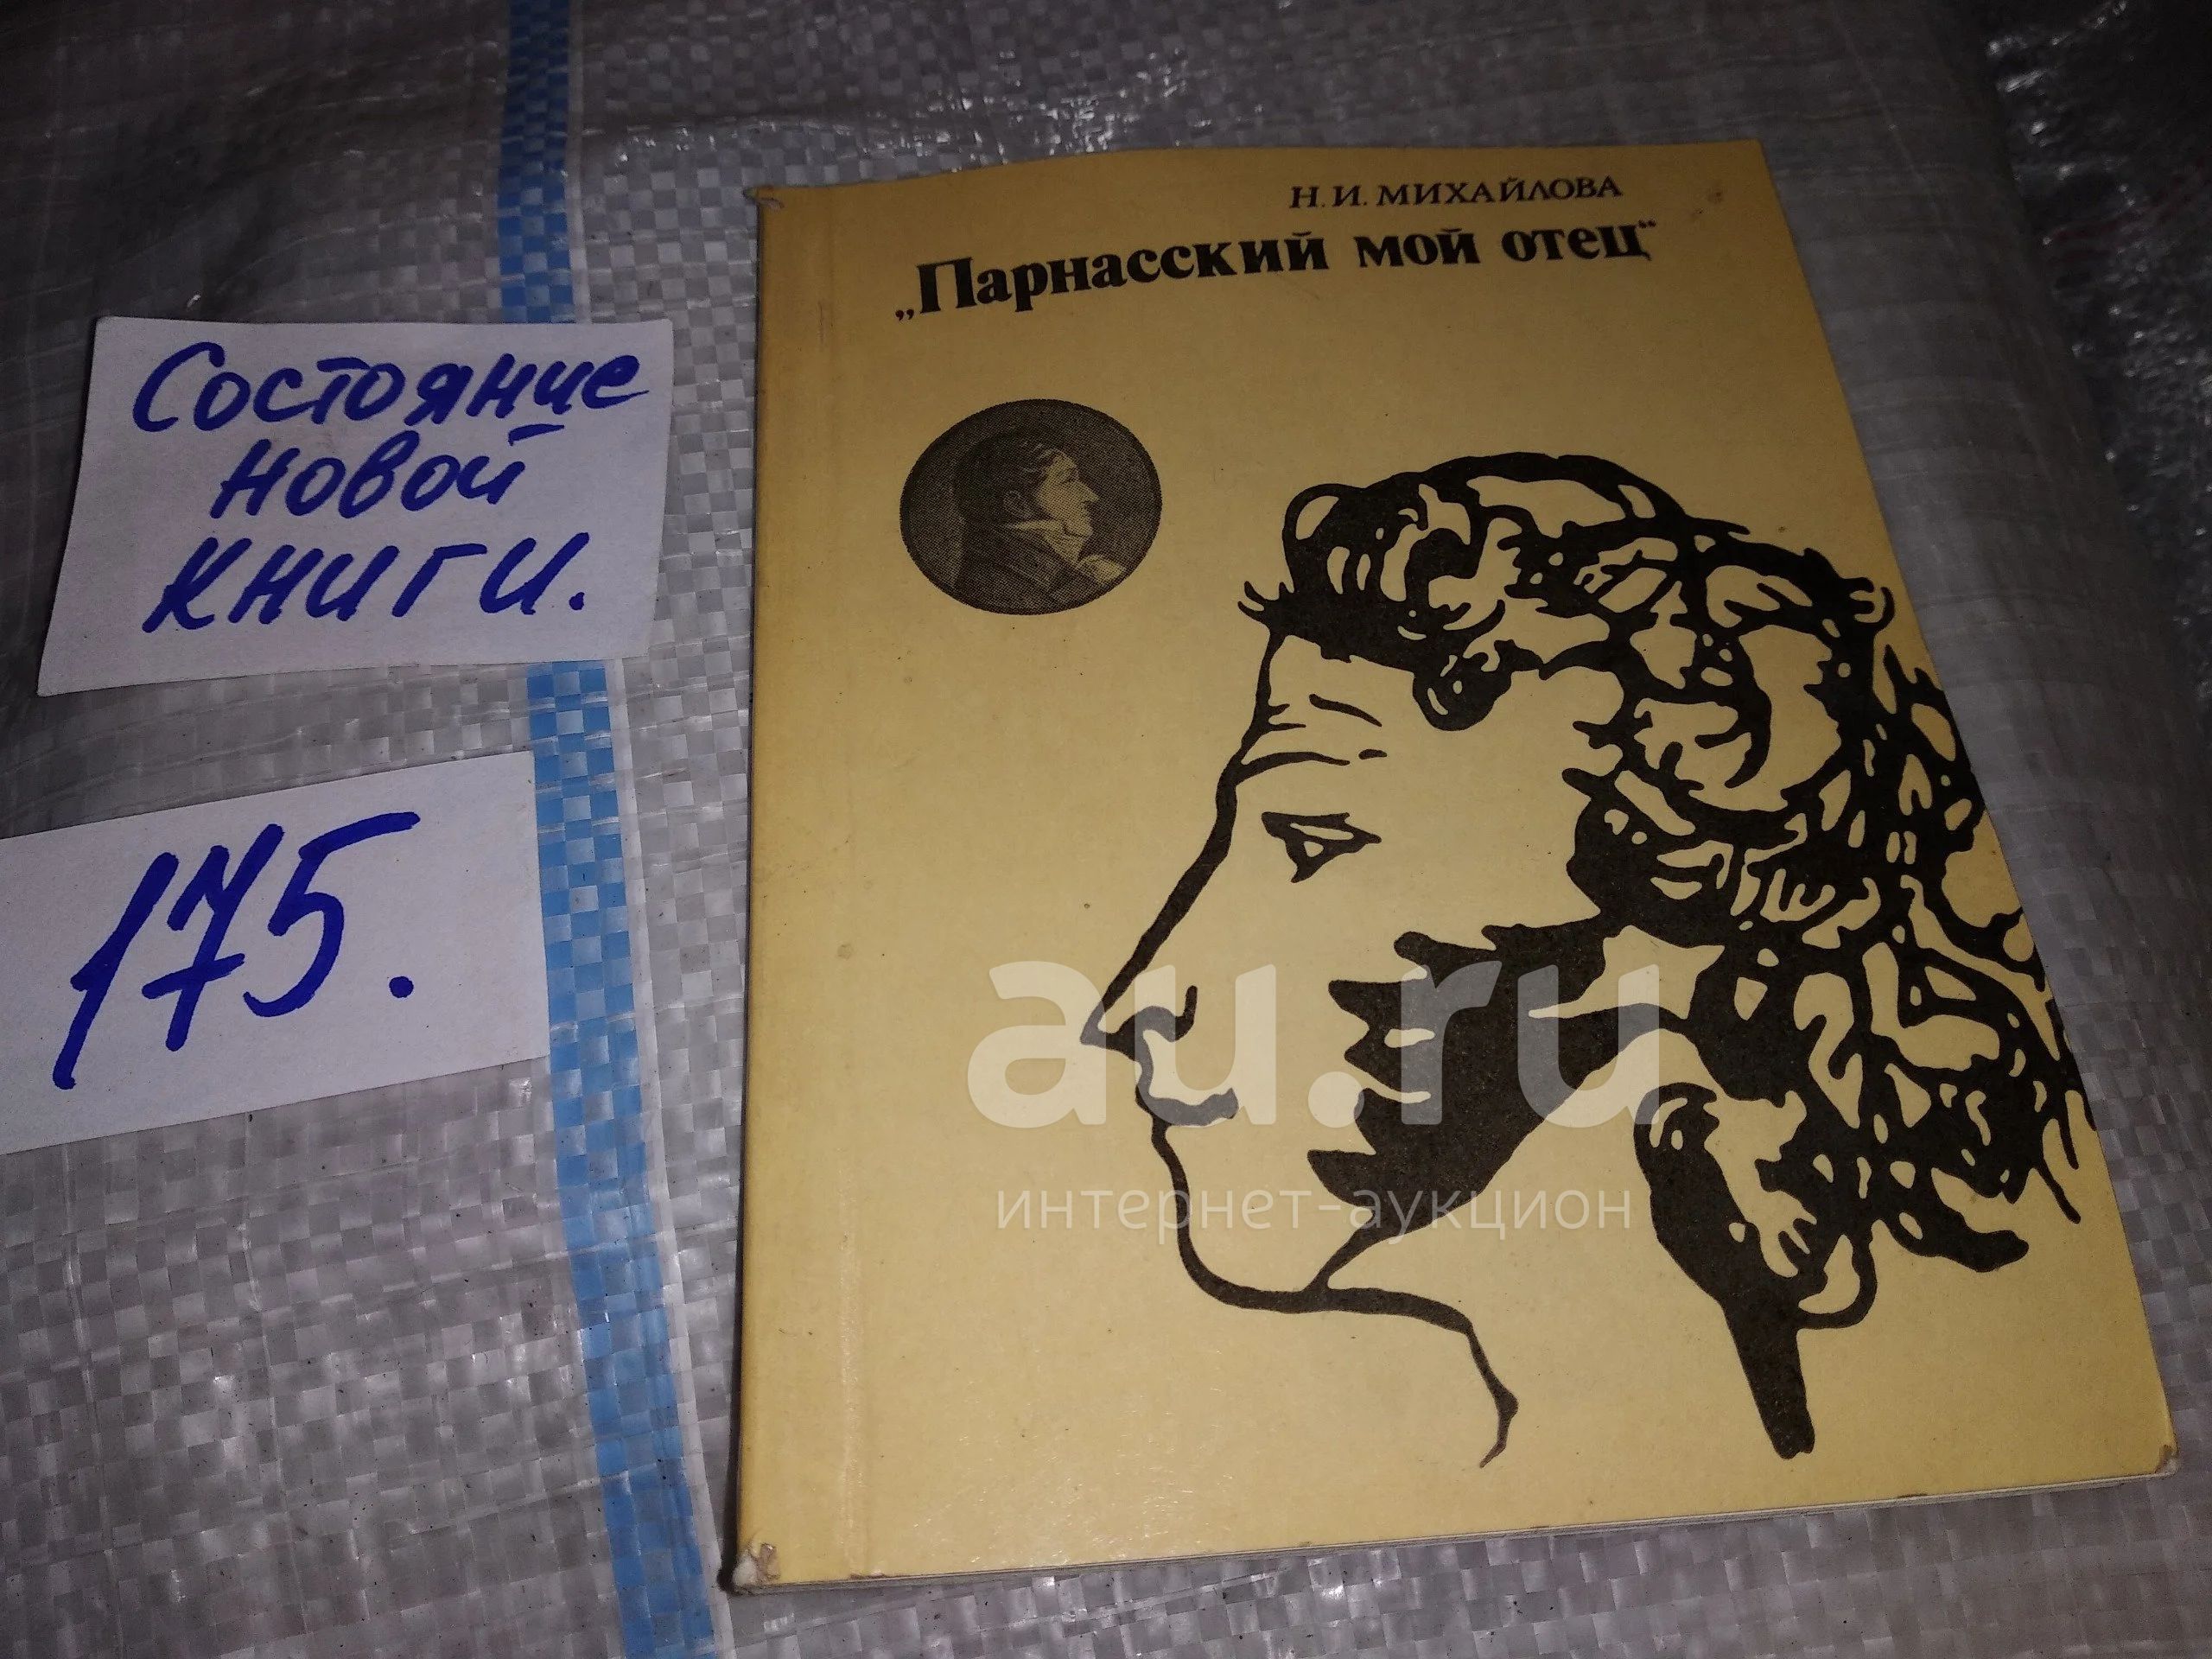 Состояние
новой
книги.
175.
Н. И. МИХАЙЛОВА
„Парнасский мой отец“
au.ru
интернет-аукцион